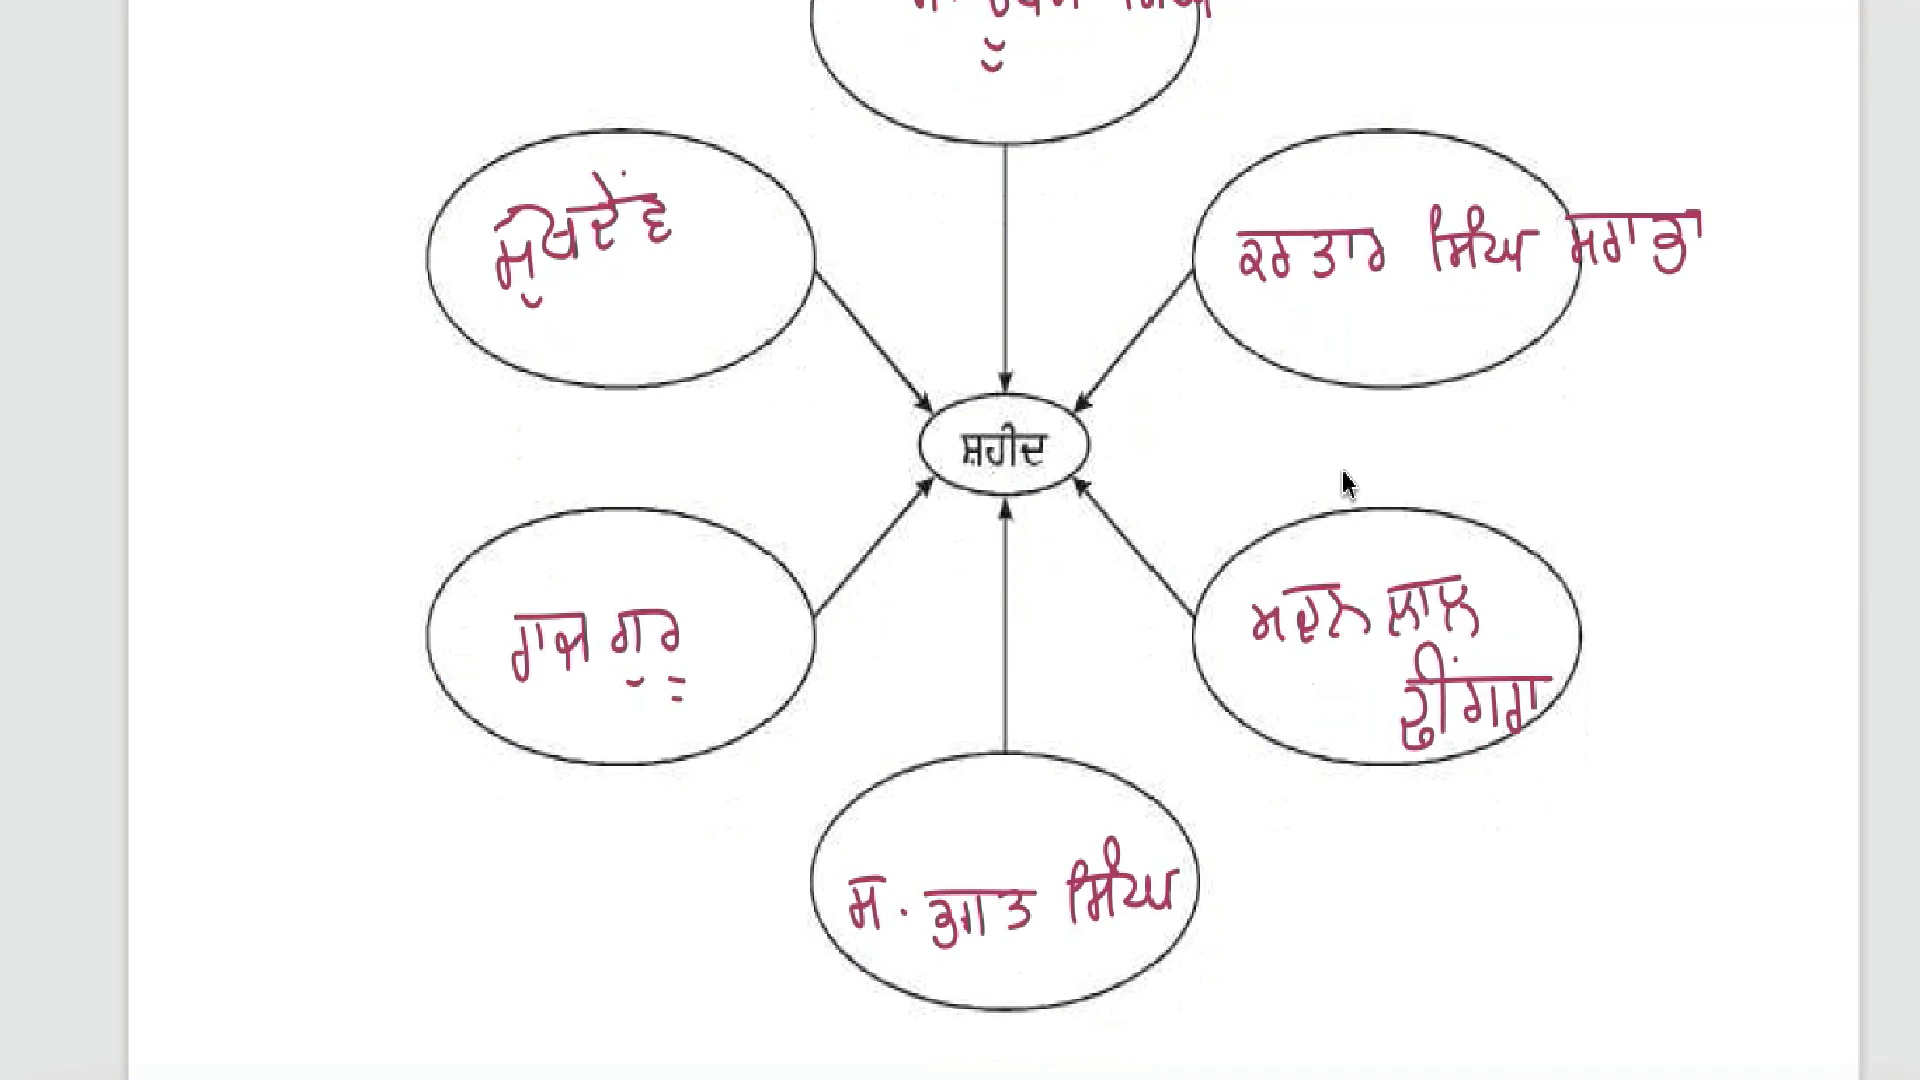 ਸੁਖਦੇਵ
ਕਰਤਾਰ ਸਿੰਘ ਸਰਾਭਾ
ਸ਼ਹੀਦ
ਰਾਜ ਗੁਰੂ
ਮਦਨ ਲਾਲ
ਢੀਂਗਰਾ
ਸ. ਭਗਤ ਸਿੰਘ